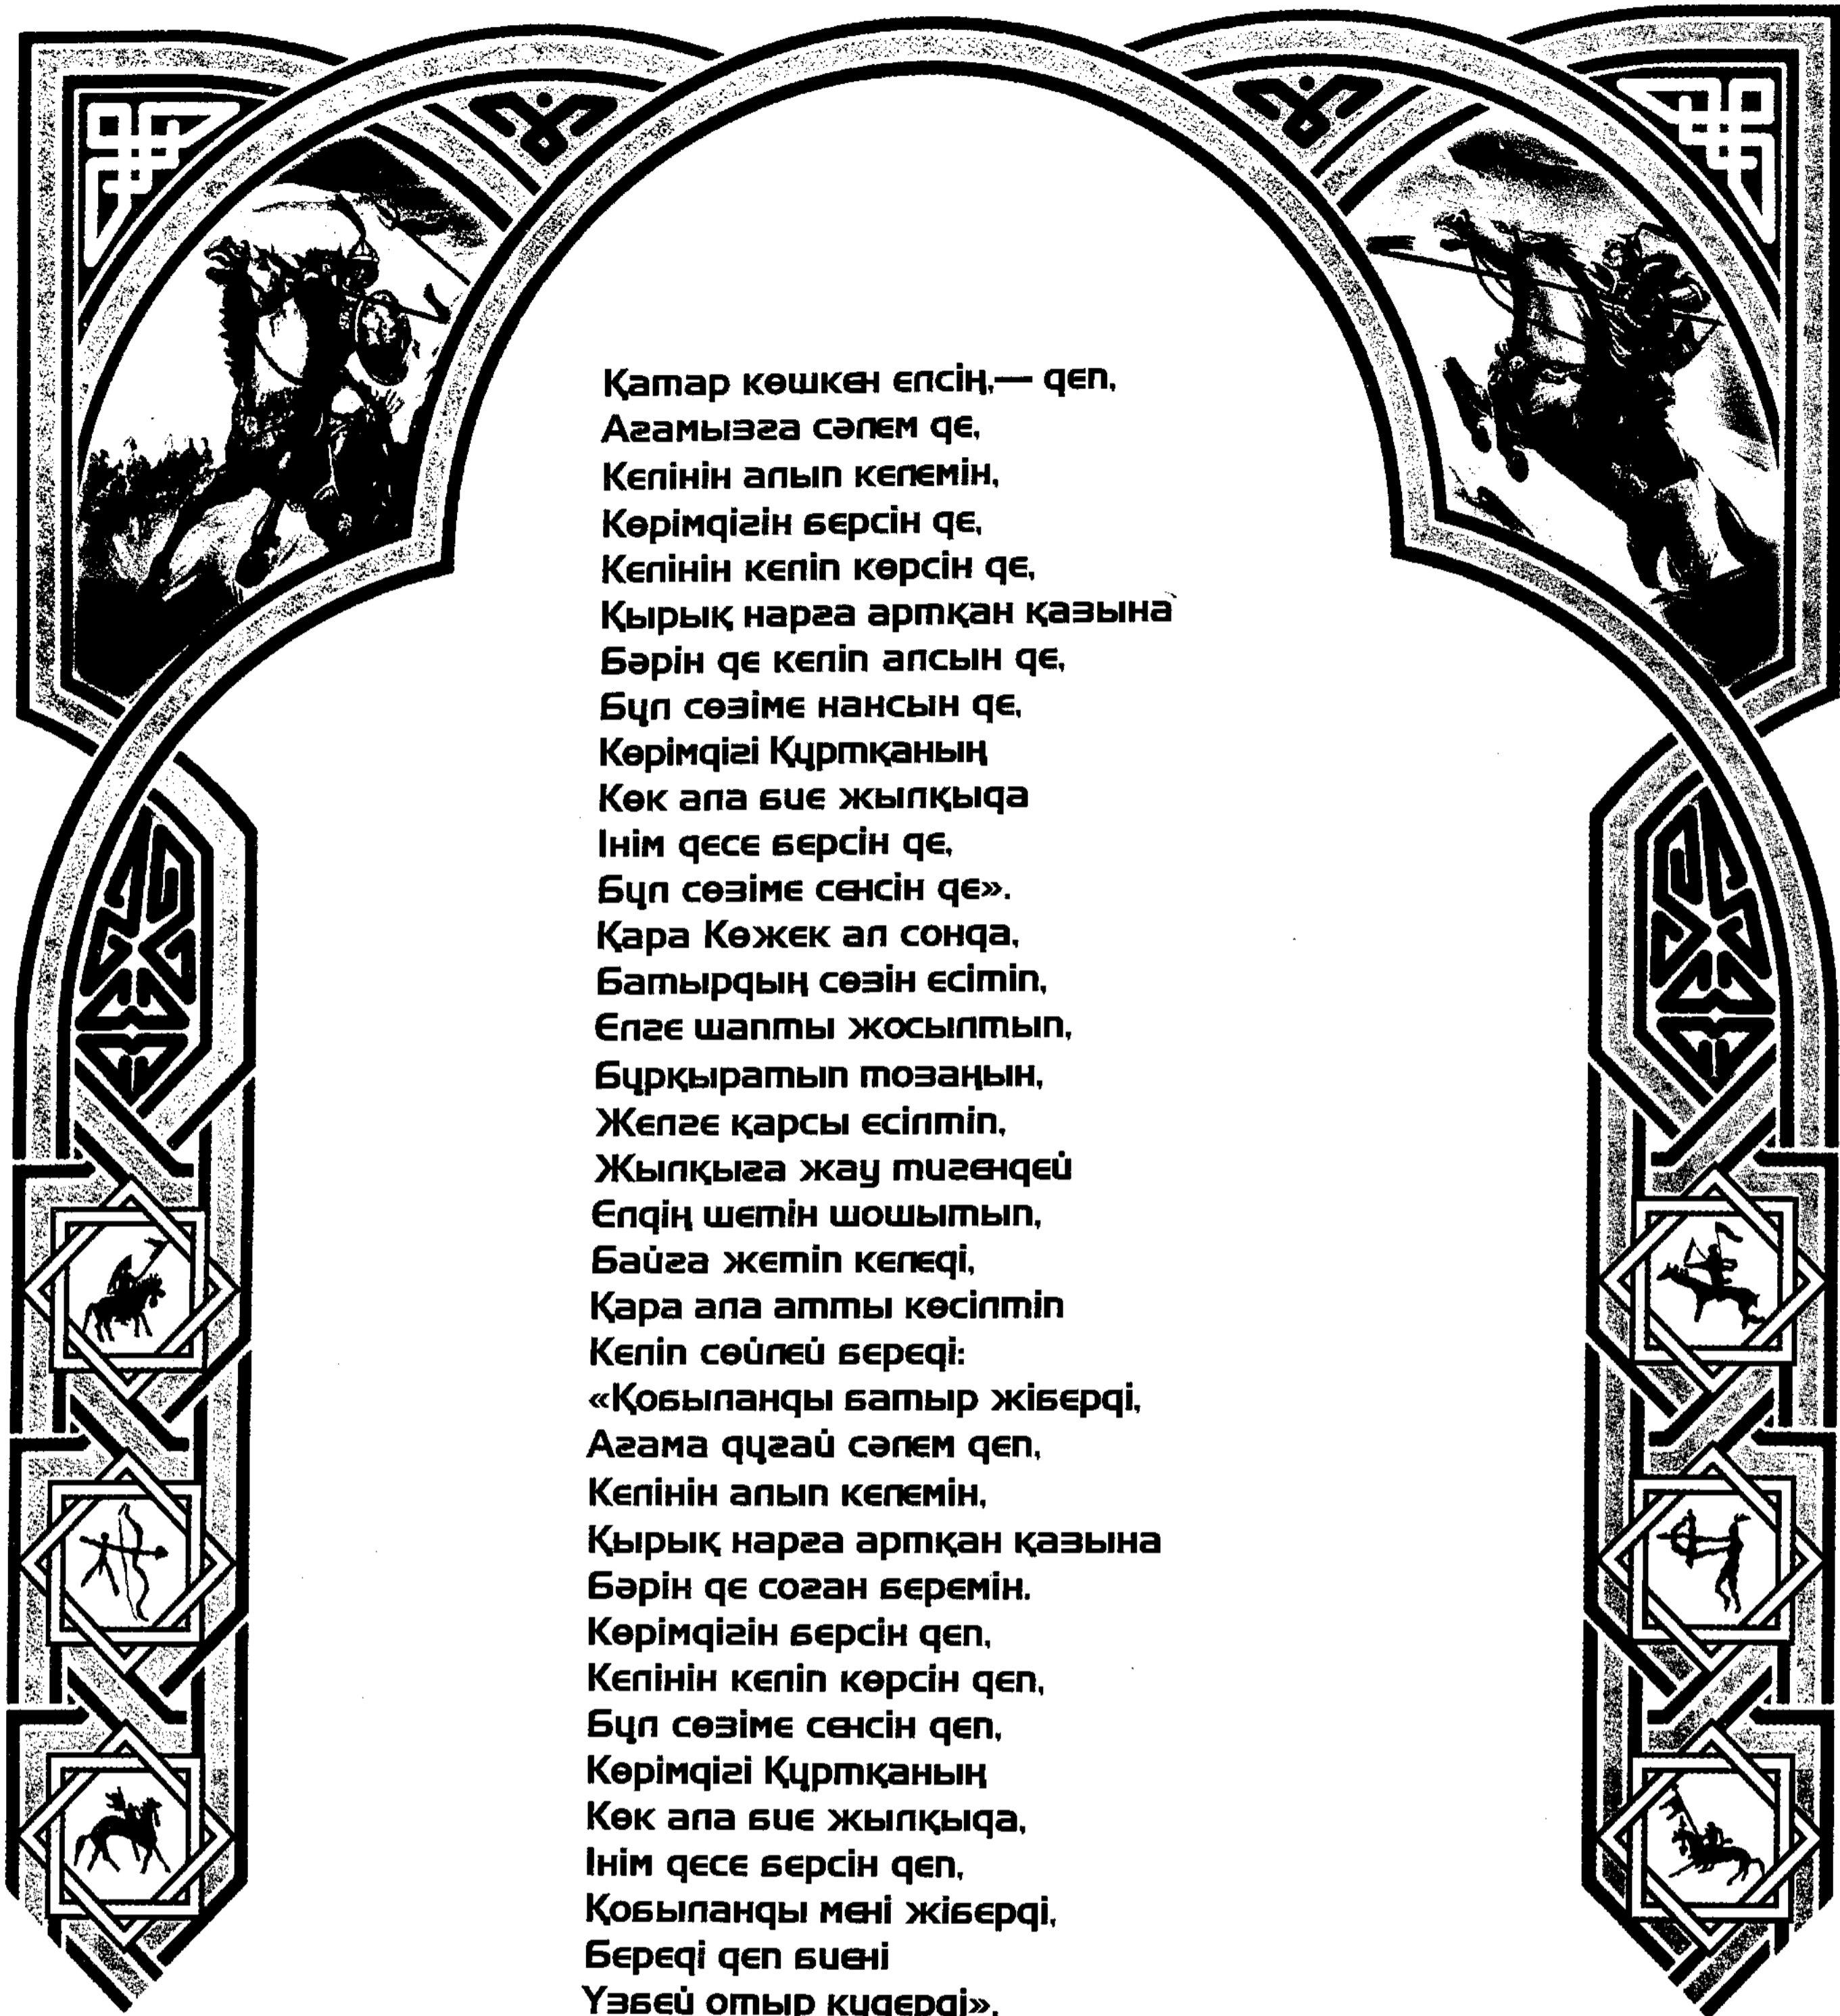 Қатар көшкен елсің,— деп,
Ағамызға сәлем де,
Келінін алып келемін,
Көрімдігін берсін де,
Келінін келіп көрсін де,
Қырық нарға артқан қазына
Бәрін де келіп алсын де,
Бұл сөзіме нансын де,
Көрімдігі Құртқаның
Көк ала бие жылқыда
Інім десе берсін де,
Бұл сөзіме сенсін де».
Қара Көжек ал сонда,
Батырдың сөзін есітіп,
Елге шапты жосылтып,
Бұрқыратып тозаңын,
Желге қарсы есілтіп,
Жылқыға жау тигендей
Елдің шетін шошытып,
Байға жетіп келеді,
Қара ала атты көсілтіп
Келіп сөйлей береді:
«Қобыланды батыр жіберді,
Ағама дұғай сәлем деп,
Келінін алып келемін,
Қырық нарға артқан қазына
Бәрін де соған беремін.
Көрімдігін берсін деп,
Келінін келіп көрсін деп,
Бұл сөзіме сенсін деп,
Көрімдігі Құртқаның
Көк ала бие жылқыда,
Інім десе берсін деп,
Қобыланды мені жіберді,
Береді деп биені
Үзбей отыр күдерді».